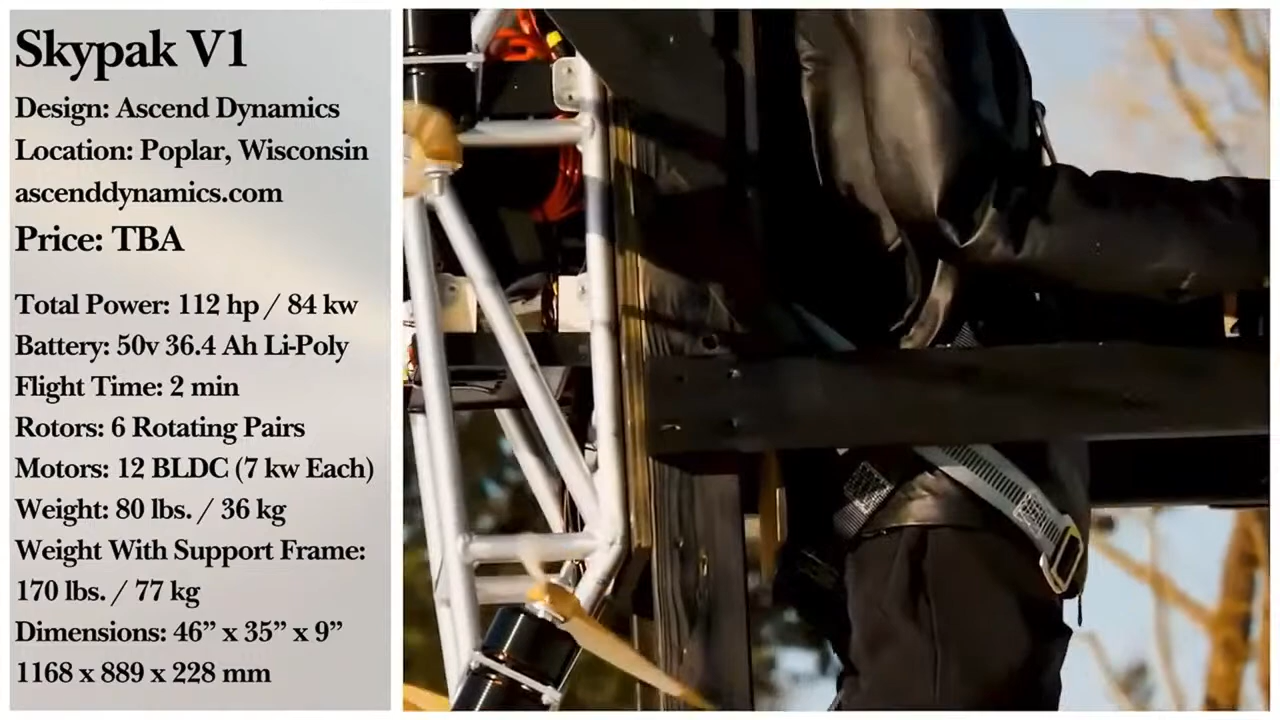 Skypak V1
Design: Ascend Dynamics
Location: Poplar, Wisconsin
ascenddynamics.com
Price: TBA
Total Power: 112 hp / 84 kw
Battery: 50v 36.4 Ah Li-Poly
Flight Time: 2 min
Rotors: 6 Rotating Pairs
Motors: 12 BLDC (7 kw Each)
Weight: 80 lbs. / 36 kg
Weight With Support Frame:
170 lbs. / 77 kg
Dimensions: 46” x 35” x 9”
1168 x 889 x 228 mm